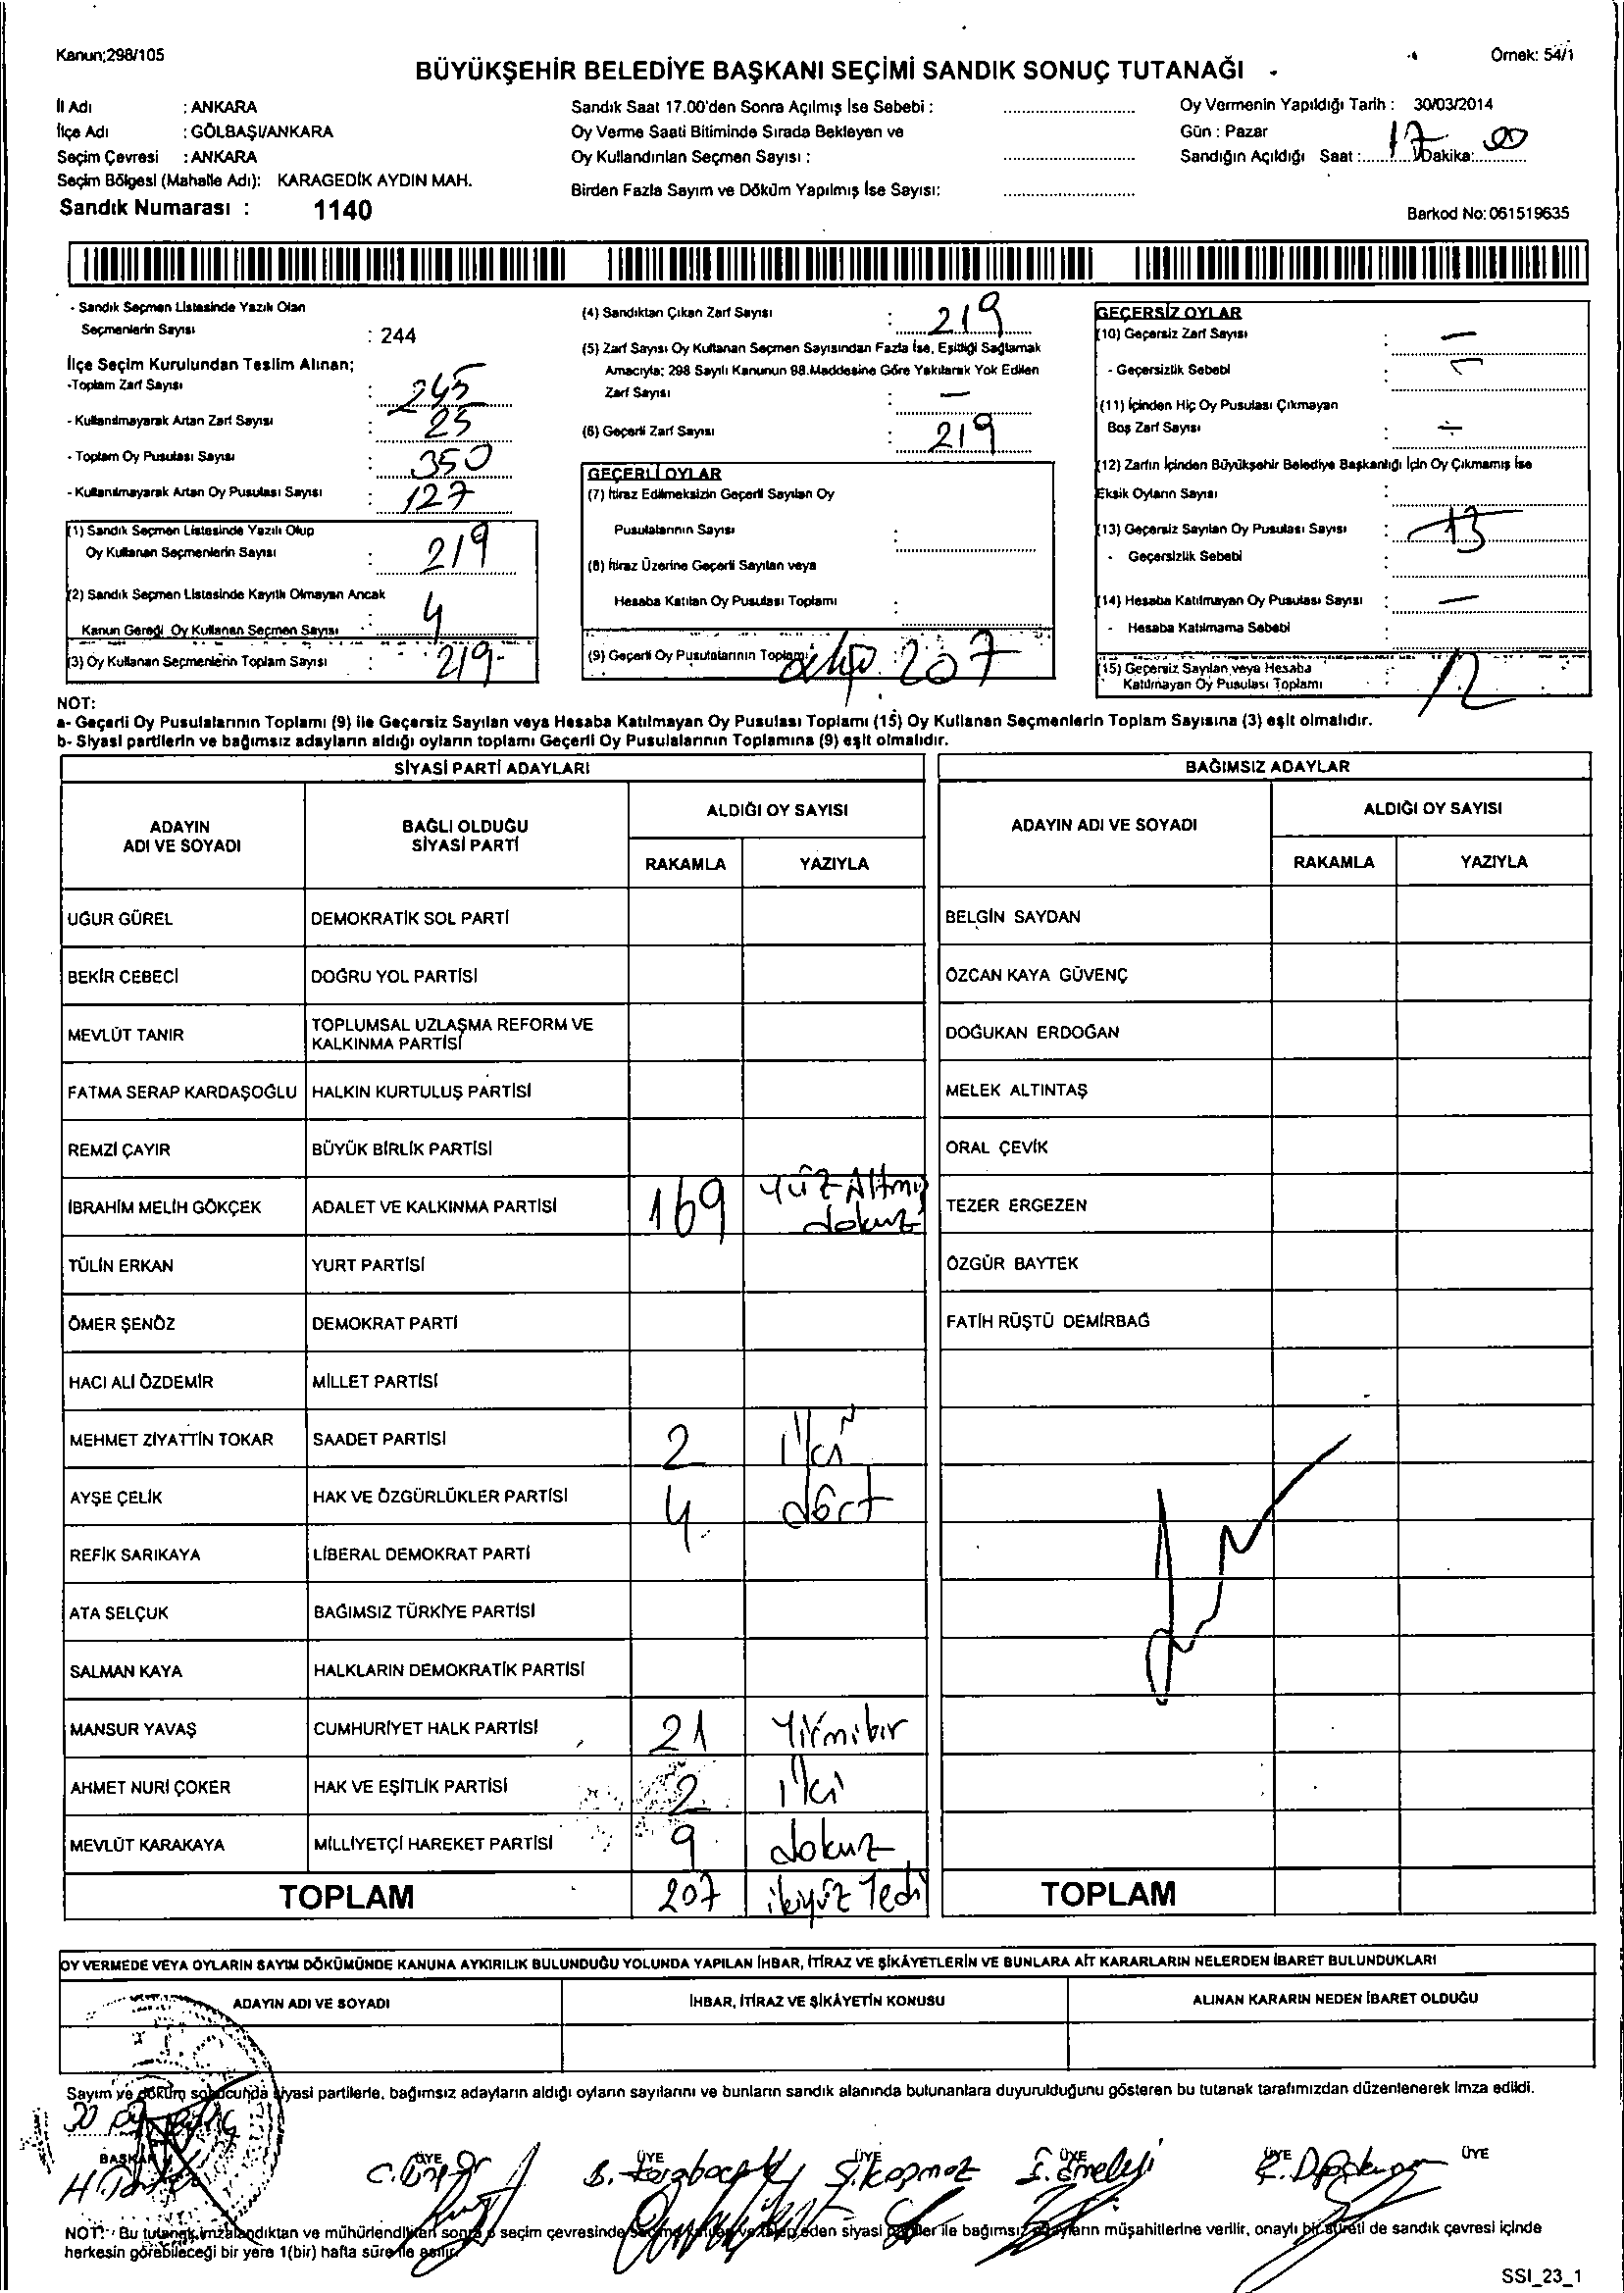 Kanun;298/105
Örnek: 54/1
BÜYÜKŞEHİR BELEDİYE BAŞKANI SEÇİMİ SANDIK SONUÇ TUTANAĞI
İl Adı : ANKARA
İlçe Adı : GÖLBAŞI/ANKARA
Seçim Çevresi : ANKARA
Seçim Bölgesi (Mahalle Adı): KARAGEDİK AYDIN MAH.
Sandık Numarası : 1140
Sandık Saat 17.00'den Sonra Açılmış İse Sebebi :
Oy Verme Saati Bitiminde Sırada Bekleyen ve
Oy Kullandırılan Seçmen Sayısı :
Birden Fazla Sayım ve Döküm Yapılmış İse Sayısı:
Oy Vermenin Yapıldığı Tarih : 30/03/2014
Gün : Pazar
Sandığın Açıldığı Saat : 17 Dakika: 00
Barkod No: 061519635
- Sandık Seçmen Listesinde Yazılı Olan
Seçmenlerin Sayısı : 244
İlçe Seçim Kurulundan Teslim Alınan;
-Toplam Zarf Sayısı : 245
- Kullanılmayarak Artan Zarf Sayısı : 25
- Toplam Oy Pusulası Sayısı : 350
- Kullanılmayarak Artan Oy Pusulası Sayısı : 127
(1) Sandık Seçmen Listesinde Yazılı Olup
Oy Kullanan Seçmenlerin Sayısı : 219
(2) Sandık Seçmen Listesinde Kayıtlı Olmayan Ancak
Kanun Gereği Oy Kullanan Seçmen Sayısı : 4
(3) Oy Kullanan Seçmenlerin Toplam Sayısı : 219
(4) Sandıktan Çıkan Zarf Sayısı : 219
(5) Zarf Sayısı Oy Kullanan Seçmen Sayısından Fazla İse, Eşitliği Sağlamak
Amacıyla; 298 Sayılı Kanunun 98.Maddesine Göre Yakılarak Yok Edilen
Zarf Sayısı : —
(6) Geçerli Zarf Sayısı : 219
GEÇERLİ OYLAR
(7) İtiraz Edilmeksizin Geçerli Sayılan Oy
Pusulalarının Sayısı :
(8) İtiraz Üzerine Geçerli Sayılan veya
Hesaba Katılan Oy Pusulası Toplamı :
(9) Geçerli Oy Pusulalarının Toplamı : 207
GEÇERSİZ OYLAR
(10) Geçersiz Zarf Sayısı : —
- Geçersizlik Sebebi : —
(11) İçinden Hiç Oy Pusulası Çıkmayan
Boş Zarf Sayısı : —
(12) Zarfın İçinden Büyükşehir Belediye Başkanlığı İçin Oy Çıkmamış İse
Eksik Oyların Sayısı :
(13) Geçersiz Sayılan Oy Pusulası Sayısı : 13
- Geçersizlik Sebebi :
(14) Hesaba Katılmayan Oy Pusulası Sayısı : —
- Hesaba Katılmama Sebebi :
(15) Geçersiz Sayılan veya Hesaba
Katılmayan Oy Pusulası Toplamı : 12
NOT:
a- Geçerli Oy Pusulalarının Toplamı (9) ile Geçersiz Sayılan veya Hesaba Katılmayan Oy Pusulası Toplamı (15) Oy Kullanan Seçmenlerin Toplam Sayısına (3) eşit olmalıdır.
b- Siyasi partilerin ve bağımsız adayların aldığı oyların toplamı Geçerli Oy Pusulalarının Toplamına (9) eşit olmalıdır.
SİYASİ PARTİ ADAYLARI
ADAYIN ADI VE SOYADI
BAĞLI OLDUĞU SİYASİ PARTİ
ALDIĞI OY SAYISI
RAKAMLA YAZIYLA
UĞUR GÜREL DEMOKRATİK SOL PARTİ
BEKİR CEBECİ DOĞRU YOL PARTİSİ
MEVLÜT TANIR TOPLUMSAL UZLAŞMA REFORM VE KALKINMA PARTİSİ
FATMA SERAP KARDAŞOĞLU HALKIN KURTULUŞ PARTİSİ
REMZİ ÇAYIR BÜYÜK BİRLİK PARTİSİ
İBRAHİM MELİH GÖKÇEK ADALET VE KALKINMA PARTİSİ 169 yüz Altmış dokuz
TÜLİN ERKAN YURT PARTİSİ
ÖMER ŞENÖZ DEMOKRAT PARTİ
HACI ALİ ÖZDEMİR MİLLET PARTİSİ
MEHMET ZİYATTİN TOKAR SAADET PARTİSİ 2 iki
AYŞE ÇELİK HAK VE ÖZGÜRLÜKLER PARTİSİ 4 dört
REFİK SARIKAYA LİBERAL DEMOKRAT PARTİ
ATA SELÇUK BAĞIMSIZ TÜRKİYE PARTİSİ
SALMAN KAYA HALKLARIN DEMOKRATİK PARTİSİ
MANSUR YAVAŞ CUMHURİYET HALK PARTİSİ 21 Yirmibir
AHMET NURİ ÇOKER HAK VE EŞİTLİK PARTİSİ 2 iki
MEVLÜT KARAKAYA MİLLİYETÇİ HAREKET PARTİSİ 9 dokuz
TOPLAM 207 ikiyüz Yedi
BAĞIMSIZ ADAYLAR
ADAYIN ADI VE SOYADI
ALDIĞI OY SAYISI
RAKAMLA YAZIYLA
BELGİN SAYDAN
ÖZCAN KAYA GÜVENÇ
DOĞUKAN ERDOĞAN
MELEK ALTINTAŞ
ORAL ÇEVİK
TEZER ERGEZEN
ÖZGÜR BAYTEK
FATİH RÜŞTÜ DEMİRBAĞ
TOPLAM
OY VERMEDE VEYA OYLARIN SAYIM DÖKÜMÜNDE KANUNA AYKIRILIK BULUNDUĞU YOLUNDA YAPILAN İHBAR, İTİRAZ VE ŞİKÂYETLERİN VE BUNLARA AİT KARARLARIN NELERDEN İBARET BULUNDUKLARI
ADAYIN ADI VE SOYADI
İHBAR, İTİRAZ VE ŞİKÂYETİN KONUSU
ALINAN KARARIN NEDEN İBARET OLDUĞU
Sayım ve döküm sonucunda siyasi partilerle, bağımsız adayların aldığı oyların sayılarını ve bunların sandık alanında bulunanlara duyurulduğunu gösteren bu tutanak tarafımızdan düzenlenerek imza edildi.
BAŞKAN ÜYE ÜYE ÜYE ÜYE ÜYE ÜYE
NOT: Bu tutanak imzalandıktan ve mühürlendikten sonra o seçim çevresinde seçime katılan ve talep eden siyasi partiler ile bağımsız adayların müşahitlerine verilir, onaylı bir sureti de sandık çevresi içinde
herkesin görebileceği bir yere 1(bir) hafta süre ile asılır.
SSI_23_1